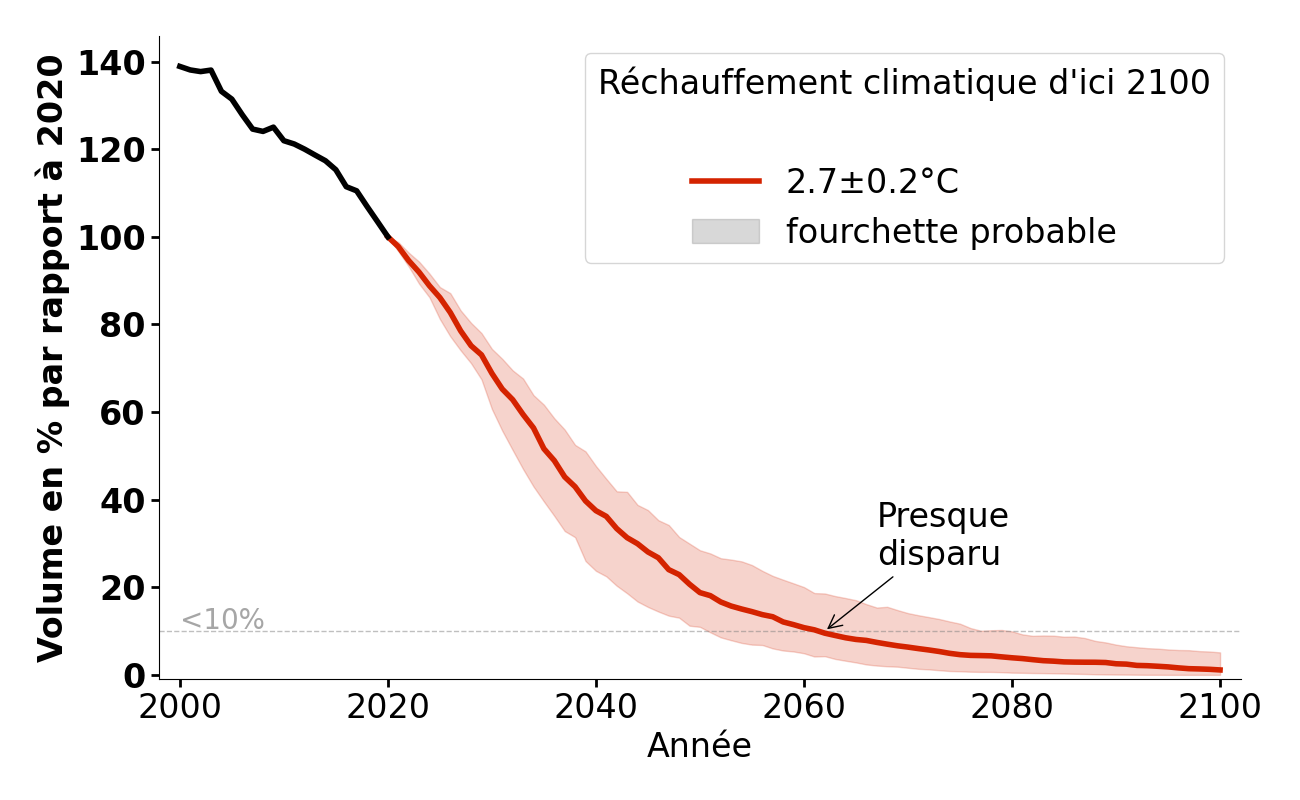 Volume en % par rapport à 2020
140
120
100
80
60
40
20
0
Réchauffement climatique d'ici 2100
2.7±0.2°C
fourchette probable
Presque
disparu
<10%
2000
2020
2040
2060
2080
2100
Année